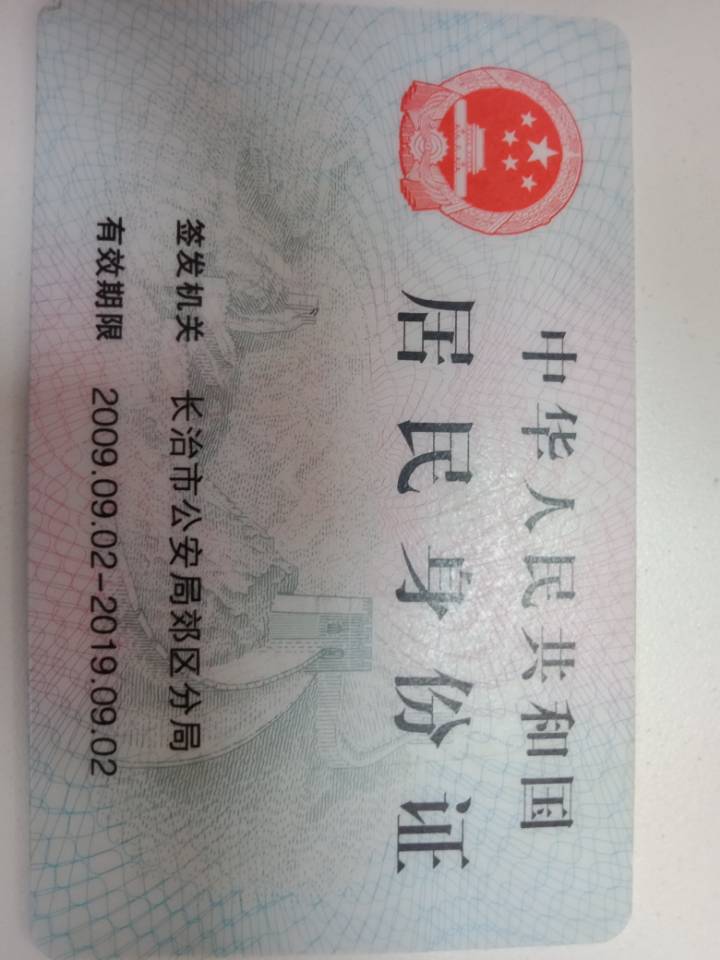 中华人民共和国
居民身份证
签发机关 长治市公安局郊区分局
有效期限 2009.09.02-2019.09.02